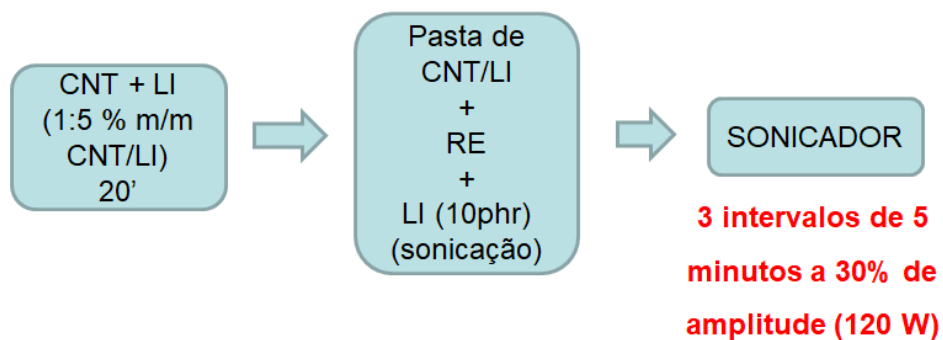 CNT + LI
(1:5 % m/m
CNT/LI)
20’
Pasta de
CNT/LI
+
RE
+
LI (10phr)
(sonicação)
SONICADOR
3 intervalos de 5
minutos a 30% de
amplitude (120 W)